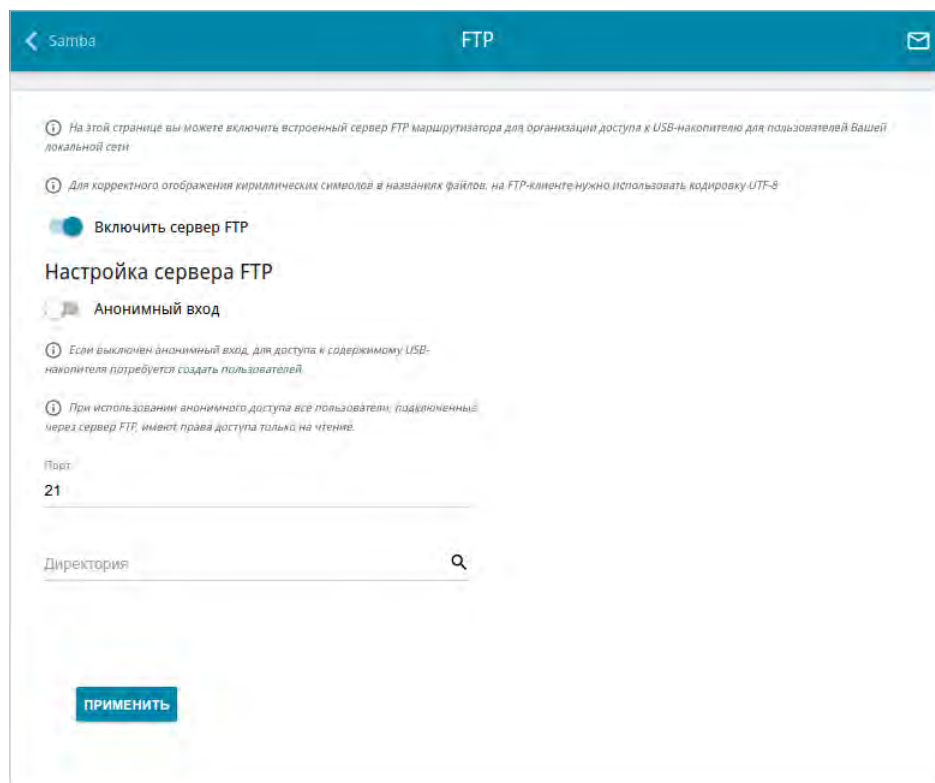 Samba
FTP
На этой странице вы можете включить встроенный сервер FTP маршрутизатора для организации доступа к USB-накопителю для пользователей Вашей
локальной сети
Для корректного отображения кириллических символов в названиях файлов, на FTP-клиенте нужно использовать кодировку UTF-8
Включить сервер FTP
Настройка сервера FTP
Анонимный вход
Если выключен анонимный вход, для доступа к содержимому USB-
накопителя потребуется создать пользователей
При использовании анонимного доступа все пользователи, подключенные
через сервер FTP, имеют права доступа только на чтение.
Порт
21
Директория
ПРИМЕНИТЬ